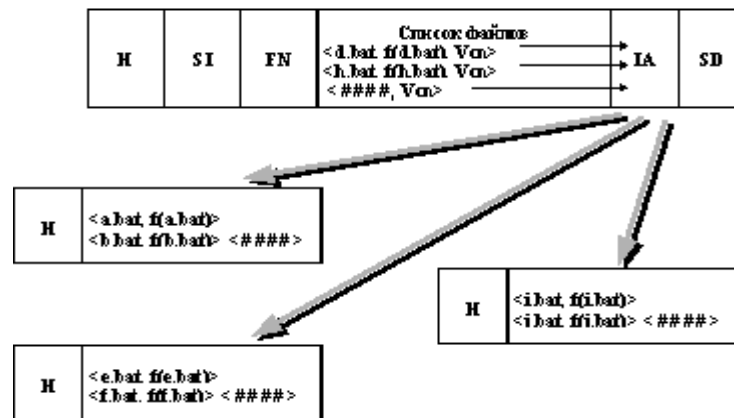 H SI FN Список файлов IA SD
<d.bat, f(d.bat), Vcn>
<h.bat, f(h.bat), Vcn>
<####, Vcn>
H <a.bat, f(a.bat)>
<b.bat, f(b.bat)> <####>
H <i.bat, f(i.bat)>
<i.bat, f(i.bat)> <####>
H <e.bat, f(e.bat)>
<f.bat, f(f.bat)> <####>